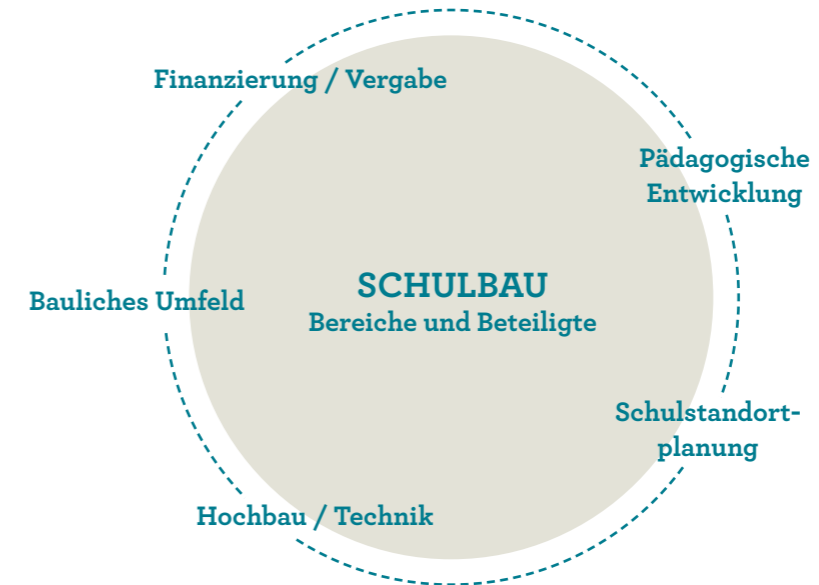 Finanzierung / Vergabe
Pädagogische
Entwicklung
SCHULBAU
Bereiche und Beteiligte
Bauliches Umfeld
Schulstandort-
planung
Hochbau / Technik